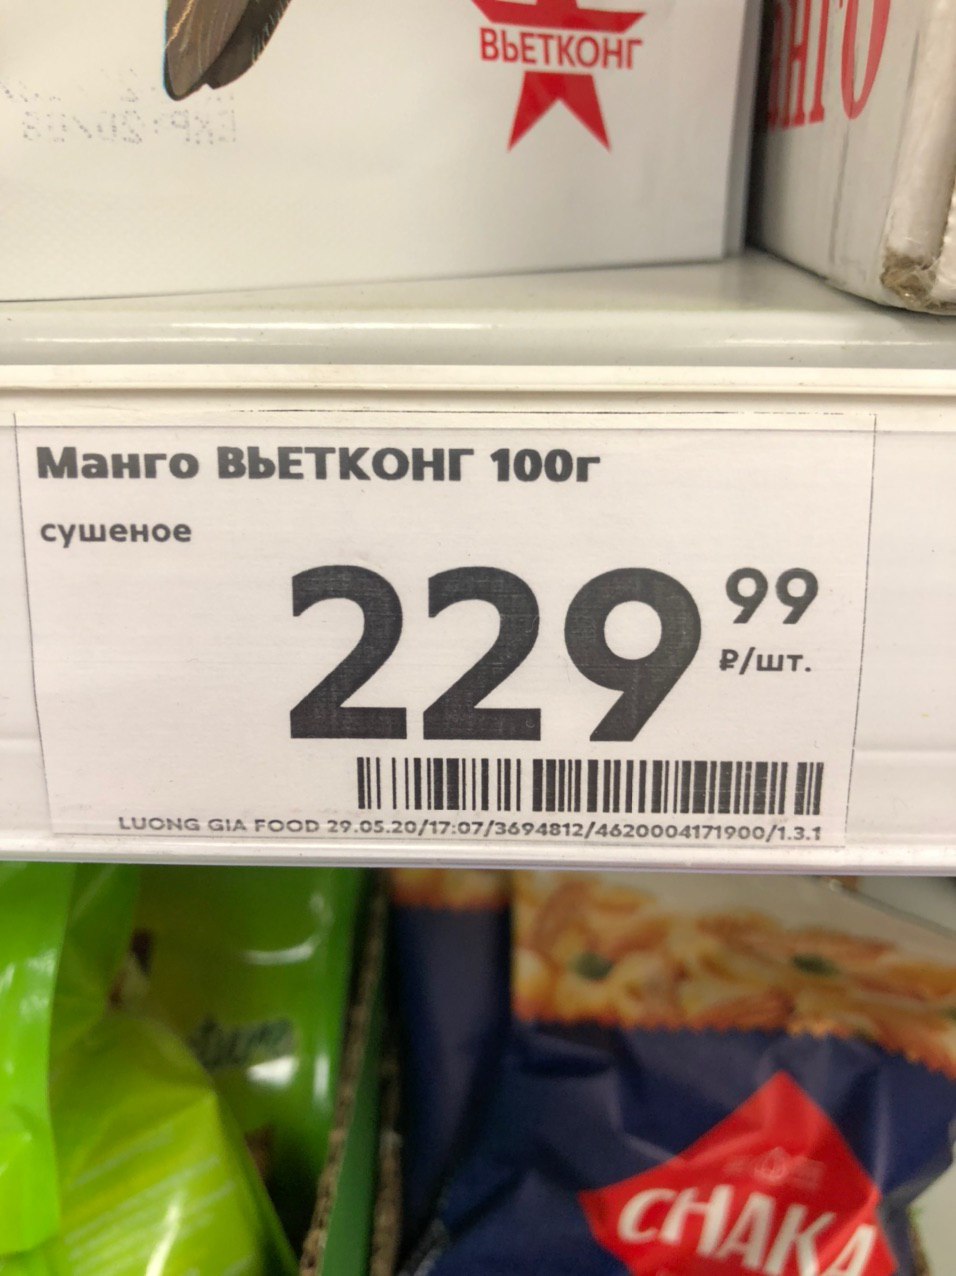 ВЬЕТКОНГ
АНГО
Манго ВЬЕТКОНГ 100г
сушеное
229 99
₽/шт.
LUONG GIA FOOD 29.05.20/17:07/3694812/4620004171900/1.3.1
CHAKA